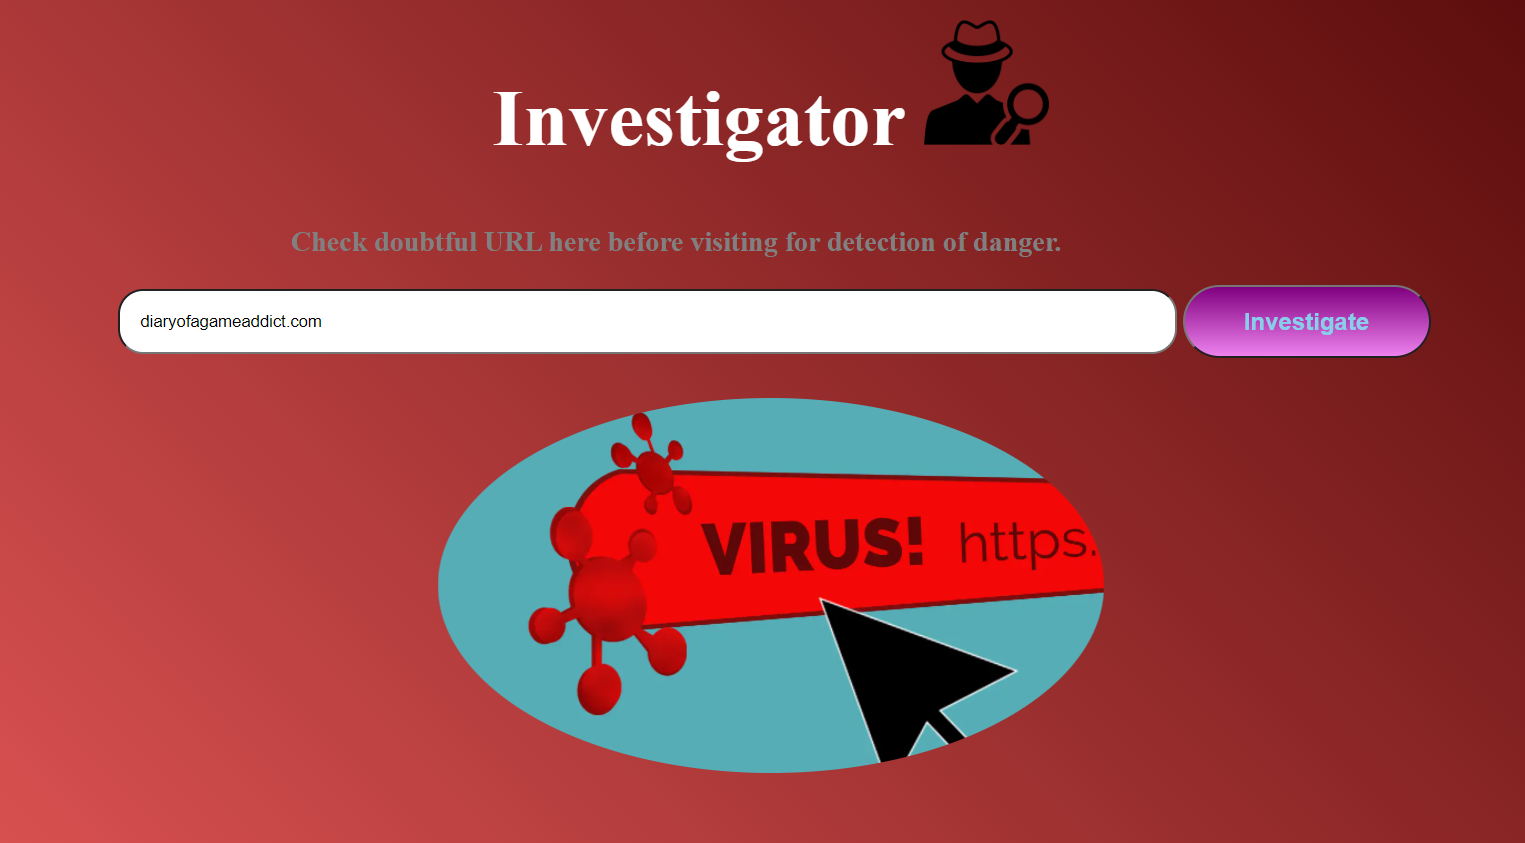 Investigator
Check doubtful URL here before visiting for detection of danger.
diaryofagameaddict.com
Investigate
VIRUS! https.